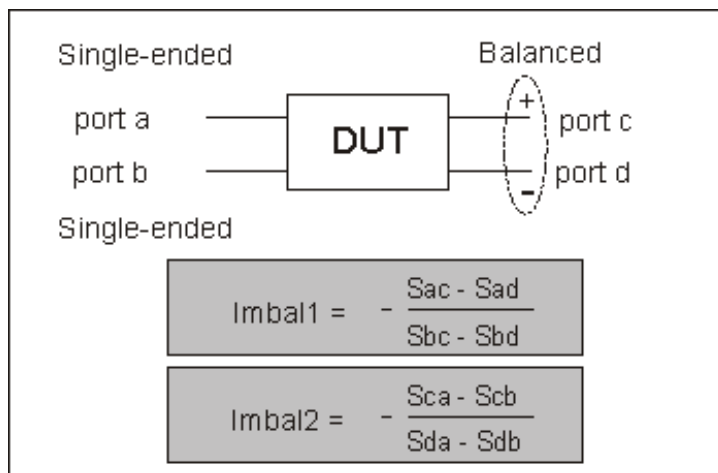 Single-ended Balanced
port a + port c
DUT
port b - port d
Single-ended
Imbal1 = - Sac - Sad
Sbc - Sbd
Imbal2 = - Sca - Scb
Sda - Sdb